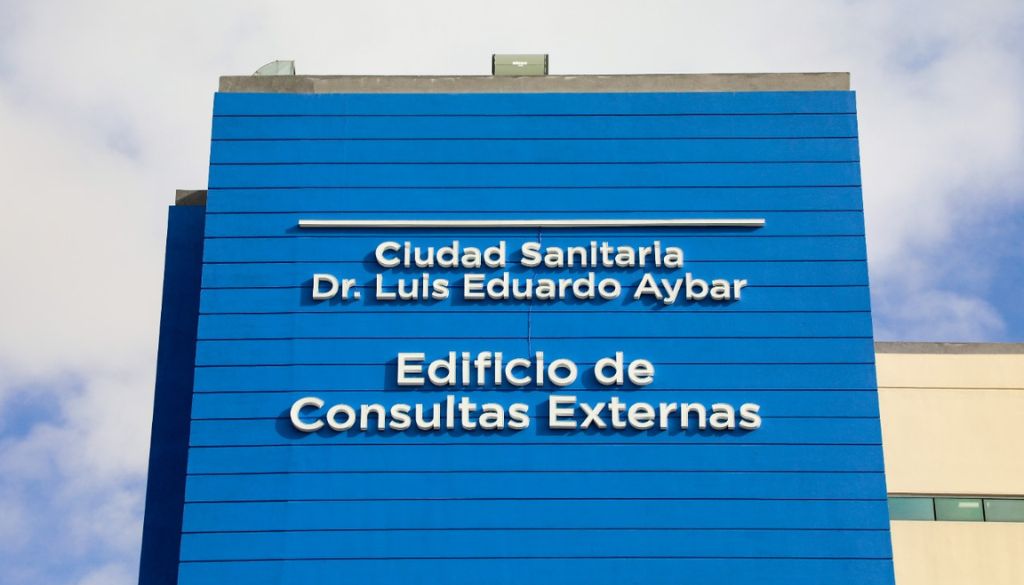 Ciudad Sanitaria
Dr. Luis Eduardo Aybar
Edificio de
Consultas Externas